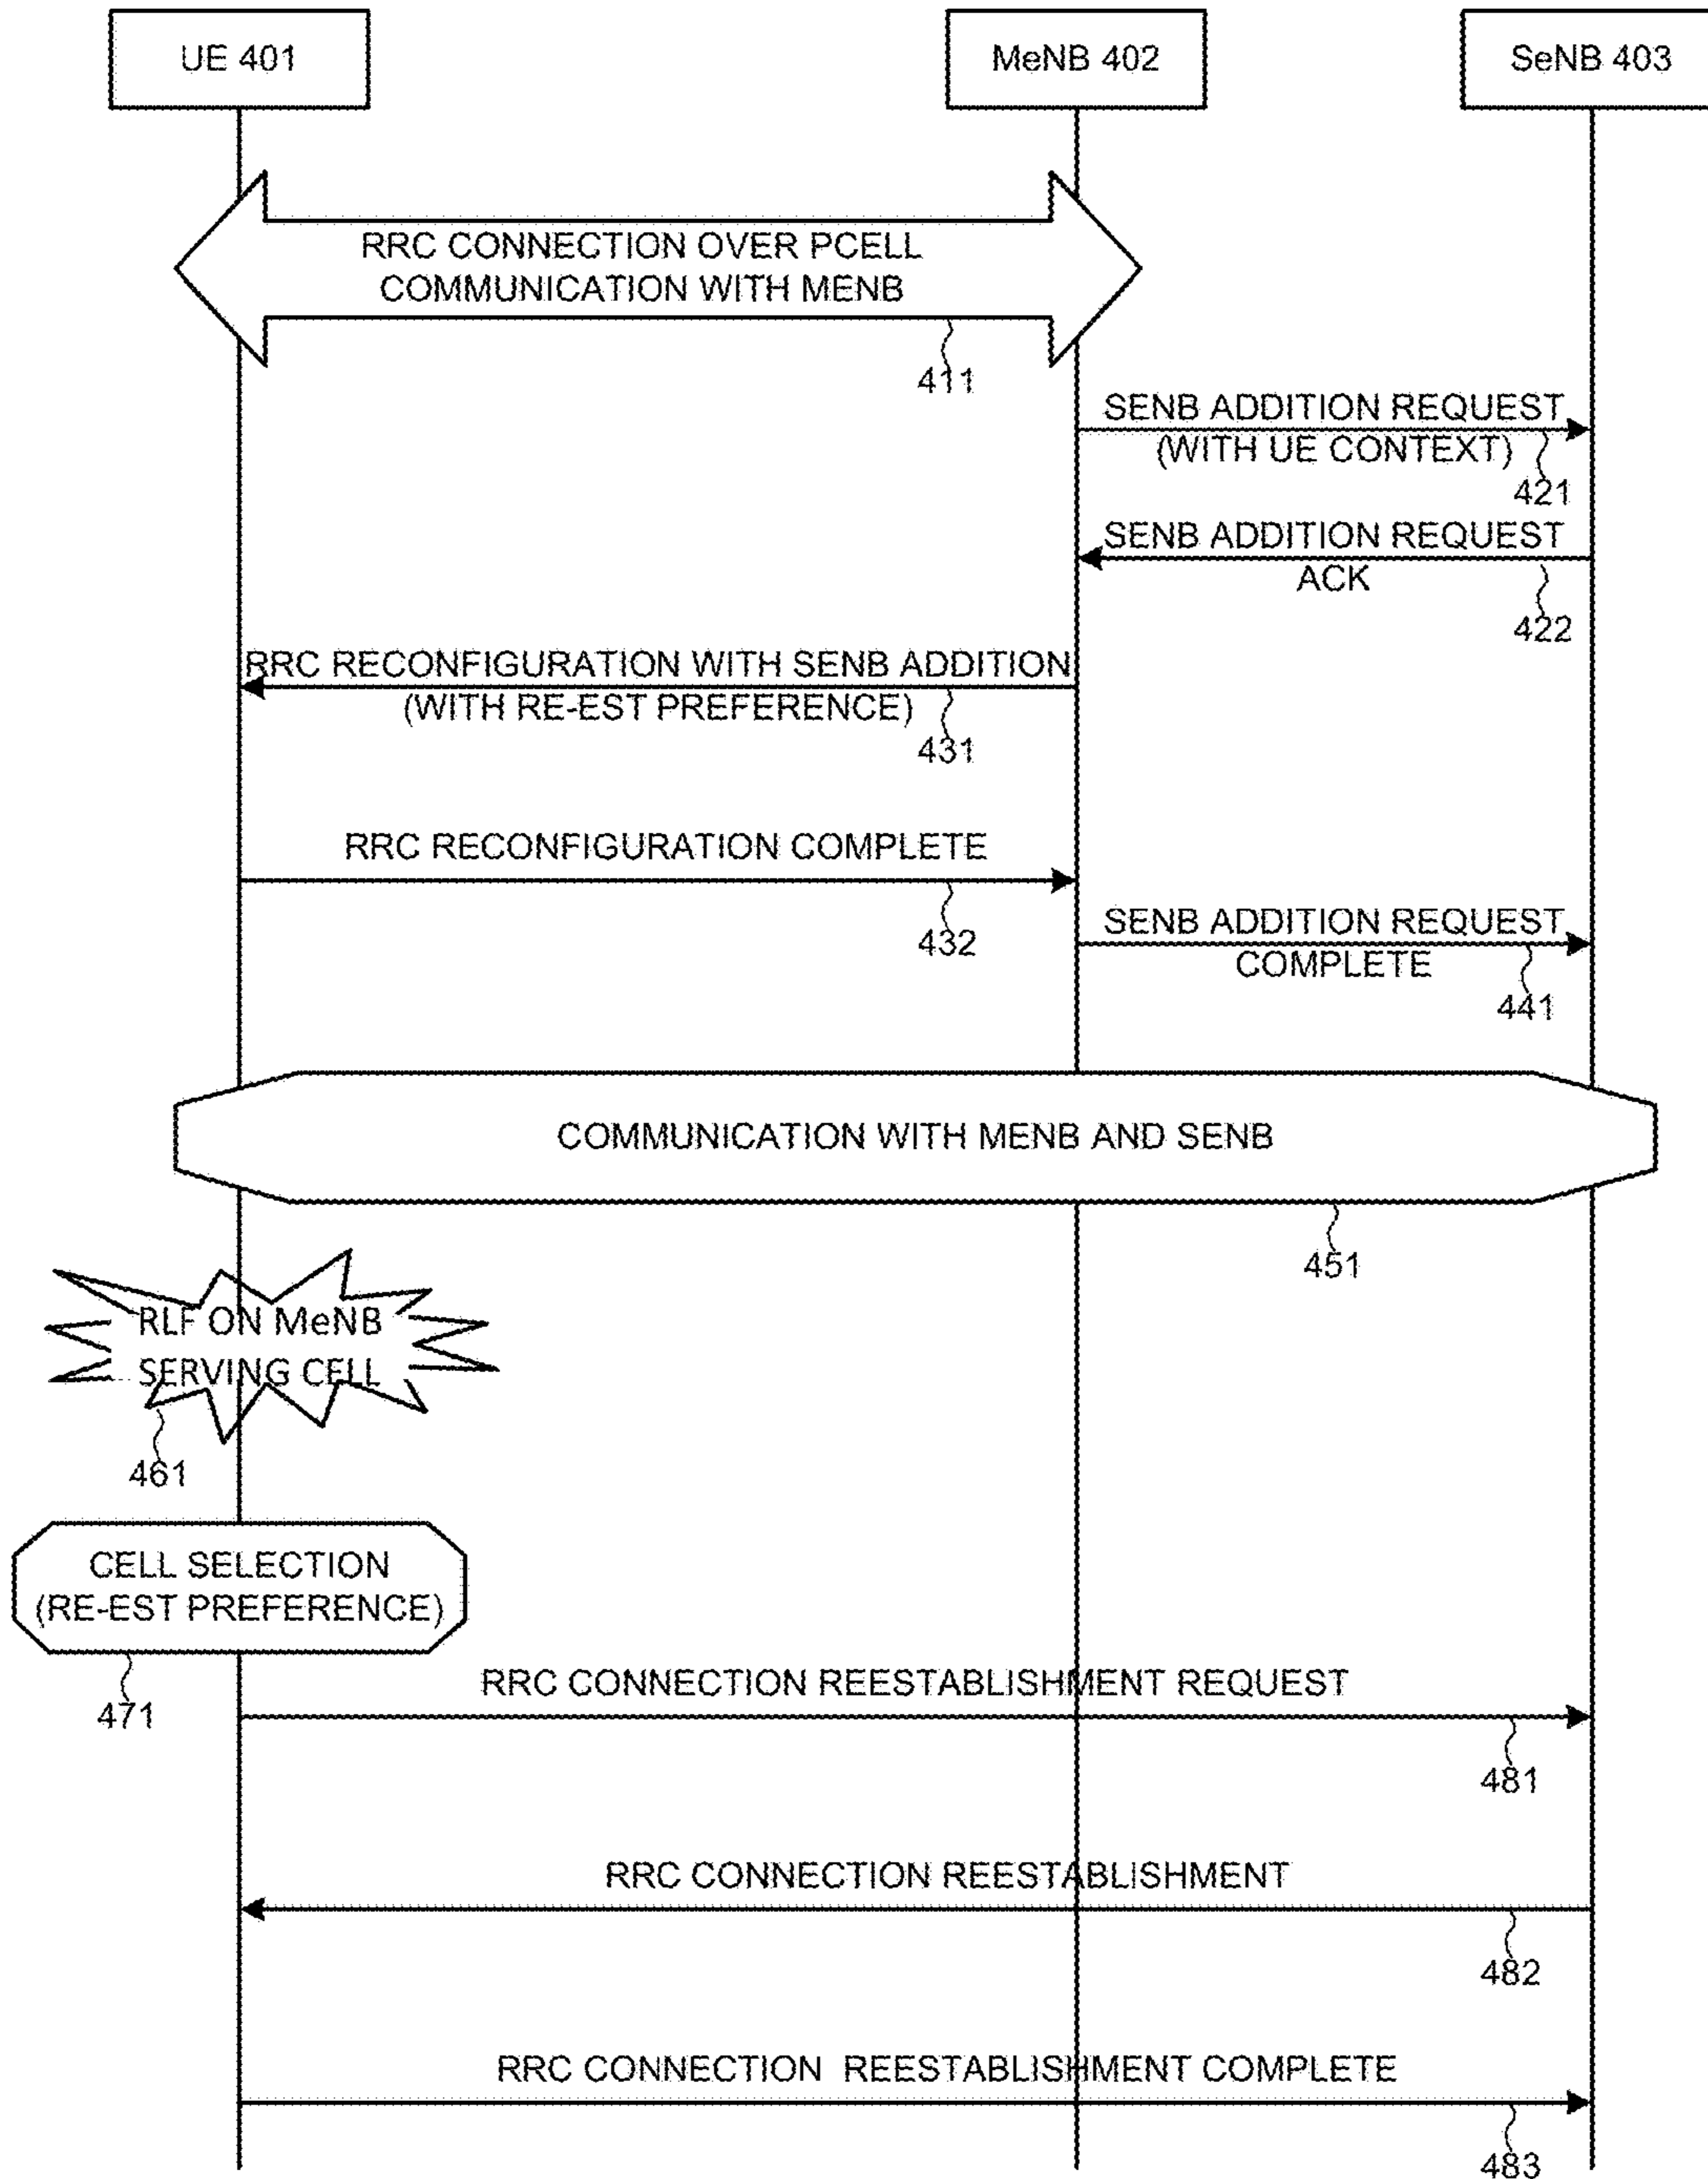 UE 401
MeNB 402
SeNB 403
RRC CONNECTION OVER PCELL
COMMUNICATION WITH MENB
411
SENB ADDITION REQUEST
(WITH UE CONTEXT)
421
SENB ADDITION REQUEST
ACK
422
RRC RECONFIGURATION WITH SENB ADDITION
(WITH RE-EST PREFERENCE)
431
RRC RECONFIGURATION COMPLETE
432
SENB ADDITION REQUEST
COMPLETE
441
COMMUNICATION WITH MENB AND SENB
451
RLF ON MeNB
SERVING CELL
461
CELL SELECTION
(RE-EST PREFERENCE)
471
RRC CONNECTION REESTABLISHMENT REQUEST
481
RRC CONNECTION REESTABLISHMENT
482
RRC CONNECTION REESTABLISHMENT COMPLETE
483